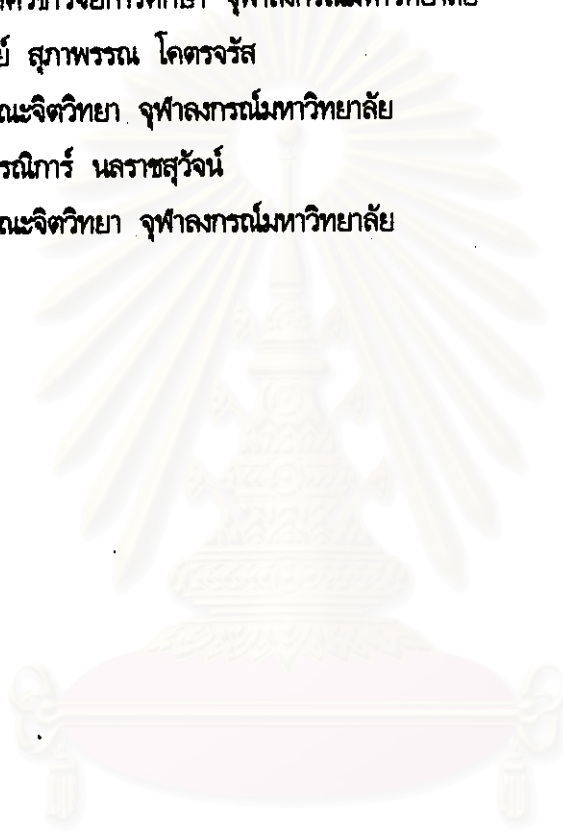 ย์ สุภาพรรณ โคตรจรัส
ณะจิตวิทยา จุฬาลงกรณ์มหาวิทยาลัย
รรณิการ์ นลราชสุวัจน์
ณะจิตวิทยา จุฬาลงกรณ์มหาวิทยาลัย